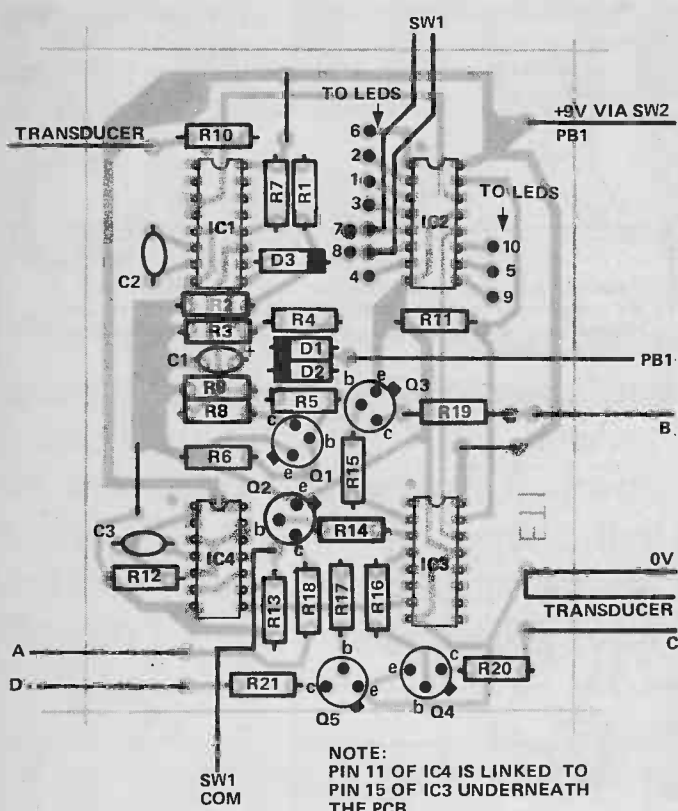 SW1
TO LEDS
+9V VIA SW2
PB1
TRANSDUCER
R10
6
2
1
3
7
8
4
R7
R1
IC1
IC2
TO LEDS
10
5
9
C2
D3
R2
R3
R4
R11
C1
+
D1
D2
PB1
R9
R8
R5
b
e
Q3
c
R19
B
c
b
e
Q1
R6
R15
Q2
e
b
c
R14
C3
IC4
IC3
ETI
R12
R13
R18
R17
R16
0V
TRANSDUCER
C
A
D
R21
b
c
e
Q5
e
c
b
Q4
R20
SW1
COM
NOTE:
PIN 11 OF IC4 IS LINKED TO
PIN 15 OF IC3 UNDERNEATH
THE PCB